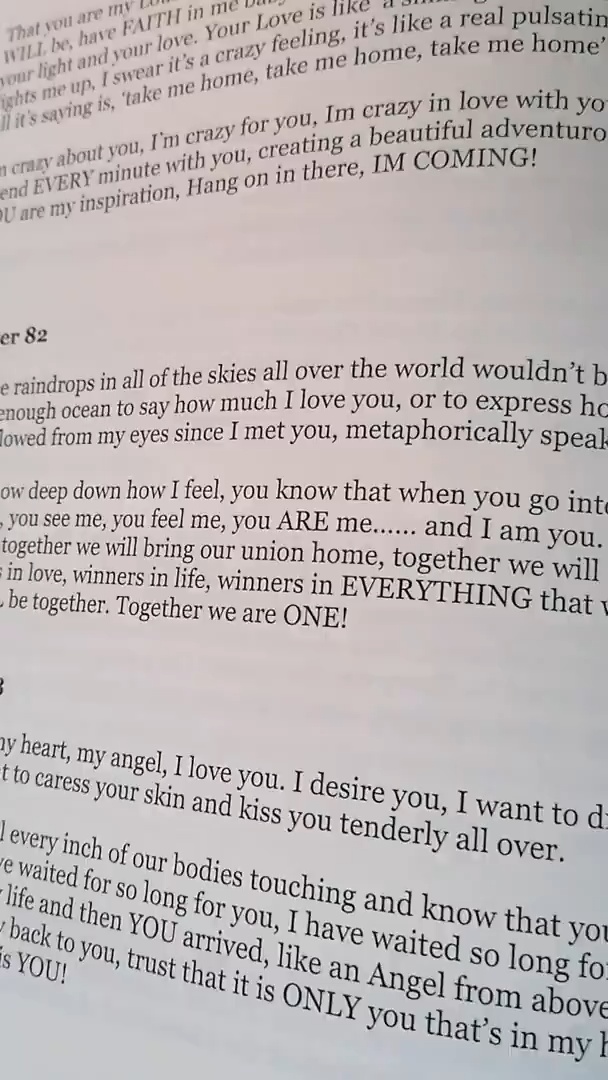 That you are my
WILL be, have FAITH in me
your light and your love. Your Love is like a
ights me up, I swear it's a crazy feeling, it's like a real pulsatin
ll it's saying is, 'take me home, take me home, take me home'
m crazy about you, I'm crazy for you, Im crazy in love with yo
end EVERY minute with you, creating a beautiful adventuro
OU are my inspiration, Hang on in there, IM COMING!
er 82
e raindrops in all of the skies all over the world wouldn't b
enough ocean to say how much I love you, or to express ho
lowed from my eyes since I met you, metaphorically speak
ow deep down how I feel, you know that when you go int
, you see me, you feel me, you ARE me...... and I am you.
together we will bring our union home, together we will
s in love, winners in life, winners in EVERYTHING that
be together. Together we are ONE!
3
my heart, my angel, I love you. I desire you, I want to d
t to caress your skin and kiss you tenderly all over.
l every inch of our bodies touching and know that you
ve waited for so long for you, I have waited so long fo
life and then YOU arrived, like an Angel from above
y back to you, trust that it is ONLY you that's in my h
is YOU!